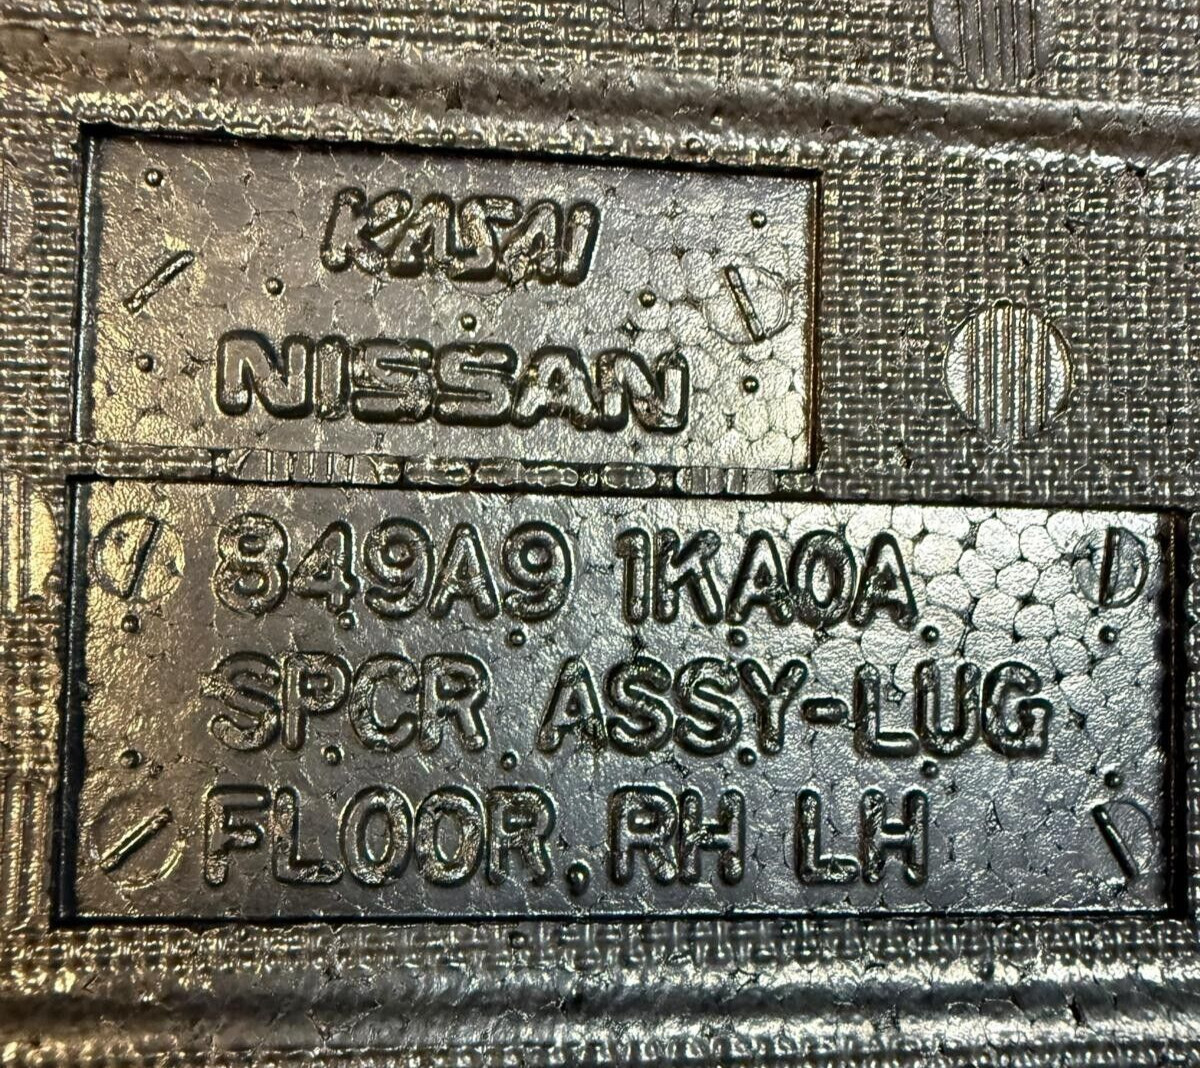 KASAI
NISSAN
849A9 1KA0A
SPCR ASSY-LUG
FLOOR, RH LH